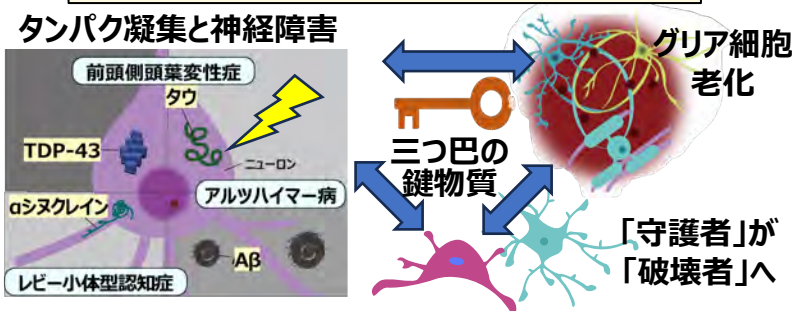 タンパク凝集と神経障害
前頭側頭葉変性症
タウ
TDP-43
ニューロン
アルツハイマー病
αシヌクレイン
Aβ
レビー小体型認知症
三つ巴の
鍵物質
グリア細胞
老化
「守護者」が
「破壊者」へ